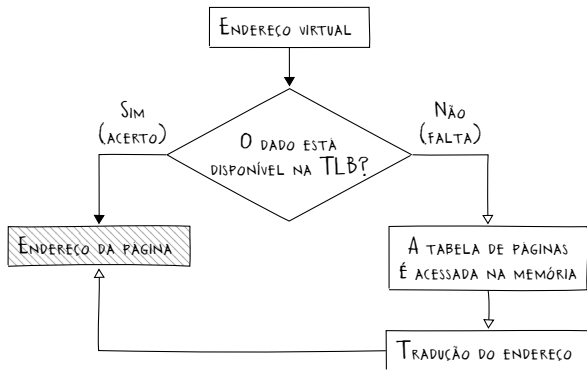 Endereço virtual
Sim
(acerto)
Não
(falta)
O dado está
disponível na TLB?
Endereço da página
A tabela de páginas
É acessada na memória
Tradução do endereço